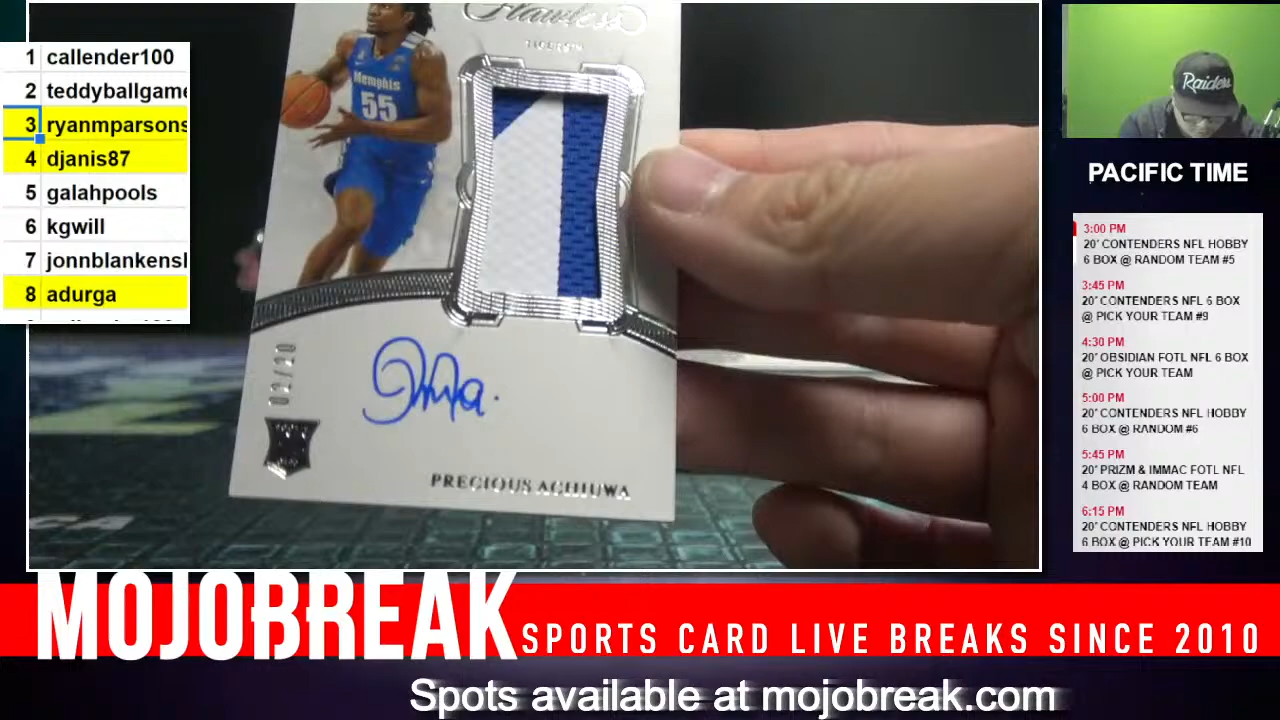 1 callender100
2 teddyballgame
3 ryanmparsons
4 djanis87
5 galahpools
6 kgwill
7 jonnblankensl
8 adurga
Flawless
TIGERS
Memphis
55
02/20
PRECIOUS ACHIUWA
Raiders
PACIFIC TIME
3:00 PM
20' CONTENDERS NFL HOBBY
6 BOX @ RANDOM TEAM #5
3:45 PM
20' CONTENDERS NFL 6 BOX
@ PICK YOUR TEAM #9
4:30 PM
20' OBSIDIAN FOTL NFL 6 BOX
@ PICK YOUR TEAM
5:00 PM
20' CONTENDERS NFL HOBBY
6 BOX @ RANDOM #6
5:45 PM
20' PRIZM & IMMAC FOTL NFL
4 BOX @ RANDOM TEAM
6:15 PM
20' CONTENDERS NFL HOBBY
6 BOX @ PICK YOUR TEAM #10
MOJOBREAK
SPORTS CARD LIVE BREAKS SINCE 2010
Spots available at mojobreak.com